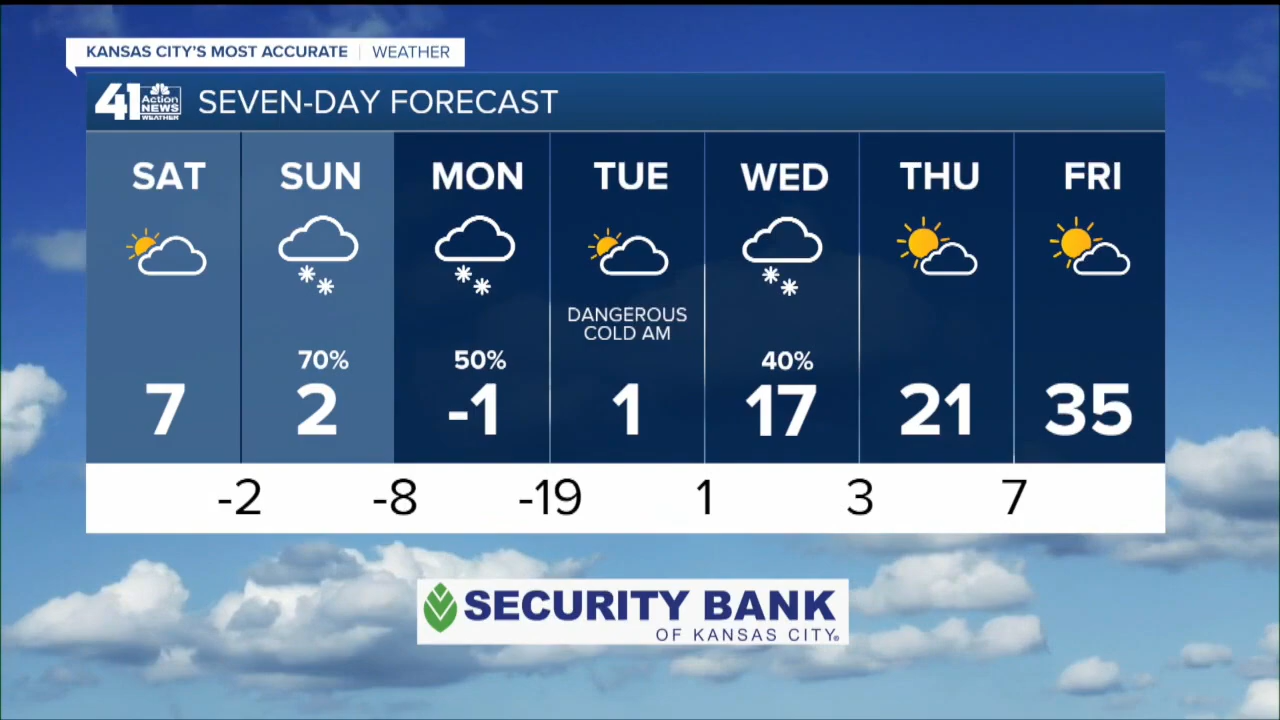 KANSAS CITY'S MOST ACCURATE | WEATHER
41 Action NEWS WEATHER SEVEN-DAY FORECAST
SAT SUN MON TUE WED THU FRI
DANGEROUS
COLD AM
70% 50% 40%
7 2 -1 1 17 21 35
-2 -8 -19 1 3 7
SECURITY BANK
OF KANSAS CITY®